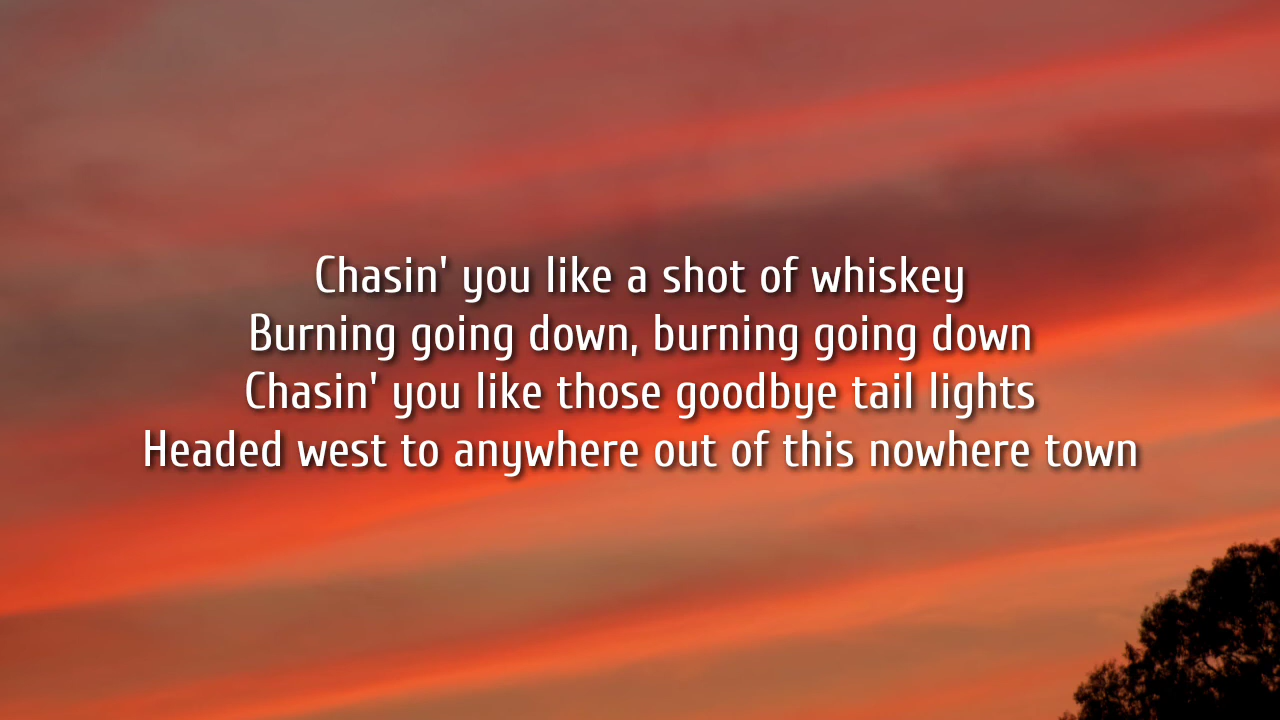 Chasin' you like a shot of whiskey
Burning going down, burning going down
Chasin' you like those goodbye tail lights
Headed west to anywhere out of this nowhere town